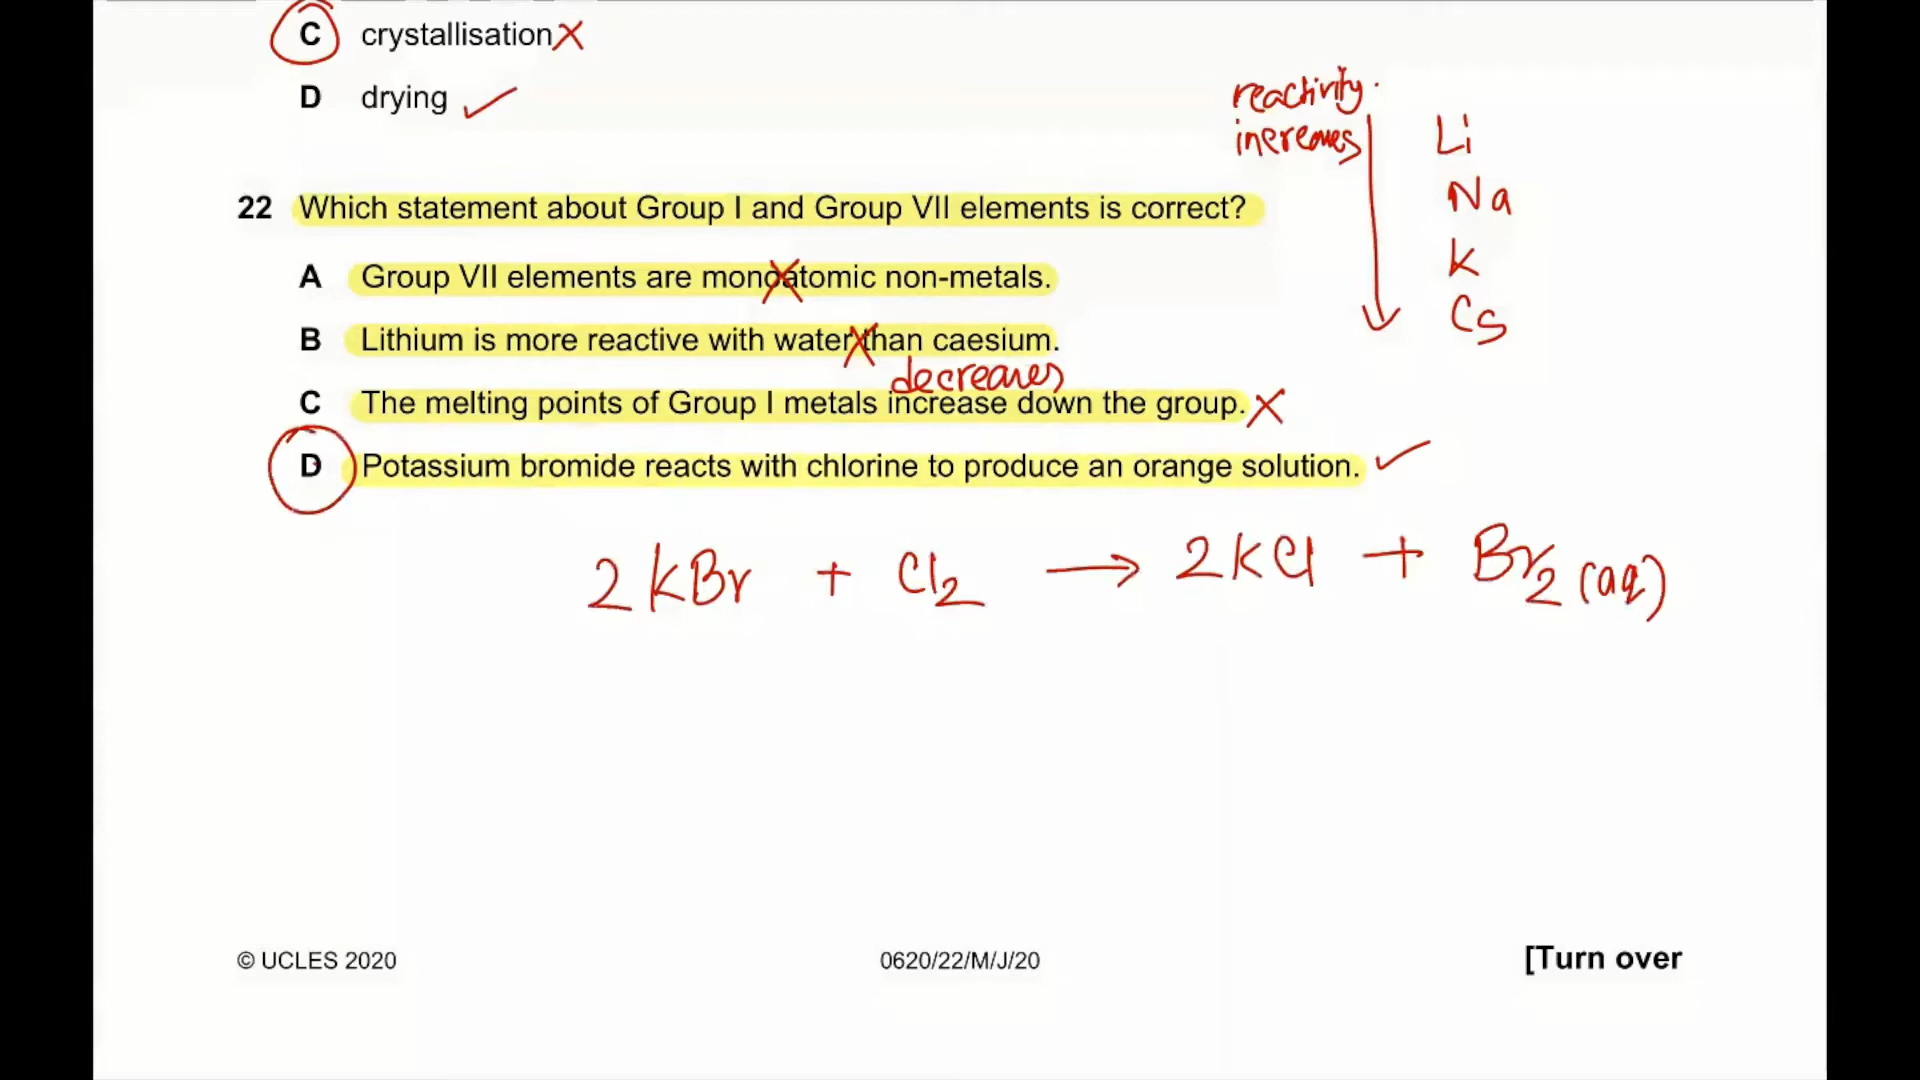 C crystallisation X
D drying ✓
reactivity
increases
Li
Na
K
Cs
22 Which statement about Group I and Group VII elements is correct?
A Group VII elements are monoatomic non-metals.
B Lithium is more reactive with water than caesium.
decreases
C The melting points of Group I metals increase down the group. X
D Potassium bromide reacts with chlorine to produce an orange solution. ✓
2KBr + Cl2 → 2KCl + Br2 (aq)
© UCLES 2020 0620/22/M/J/20 [Turn over